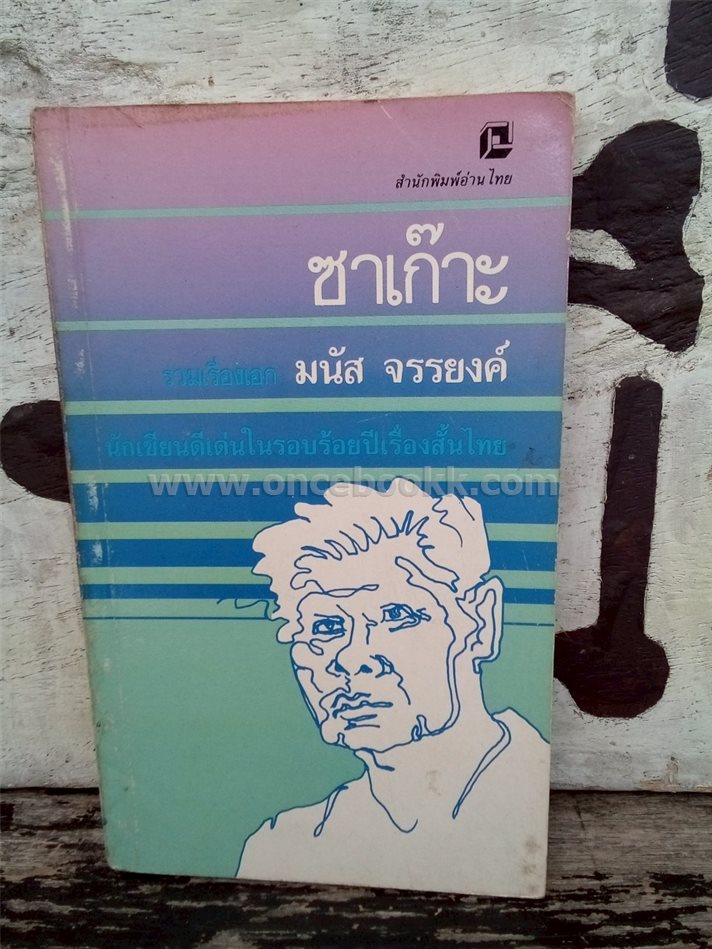 สำนักพิมพ์อ่านไทย
ซาเก๊าะ
รวมเรื่องเอก มนัส จรรยงค์
นักเขียนดีเด่นในรอบร้อยปีเรื่องสั้นไทย
www.oncebookk.com